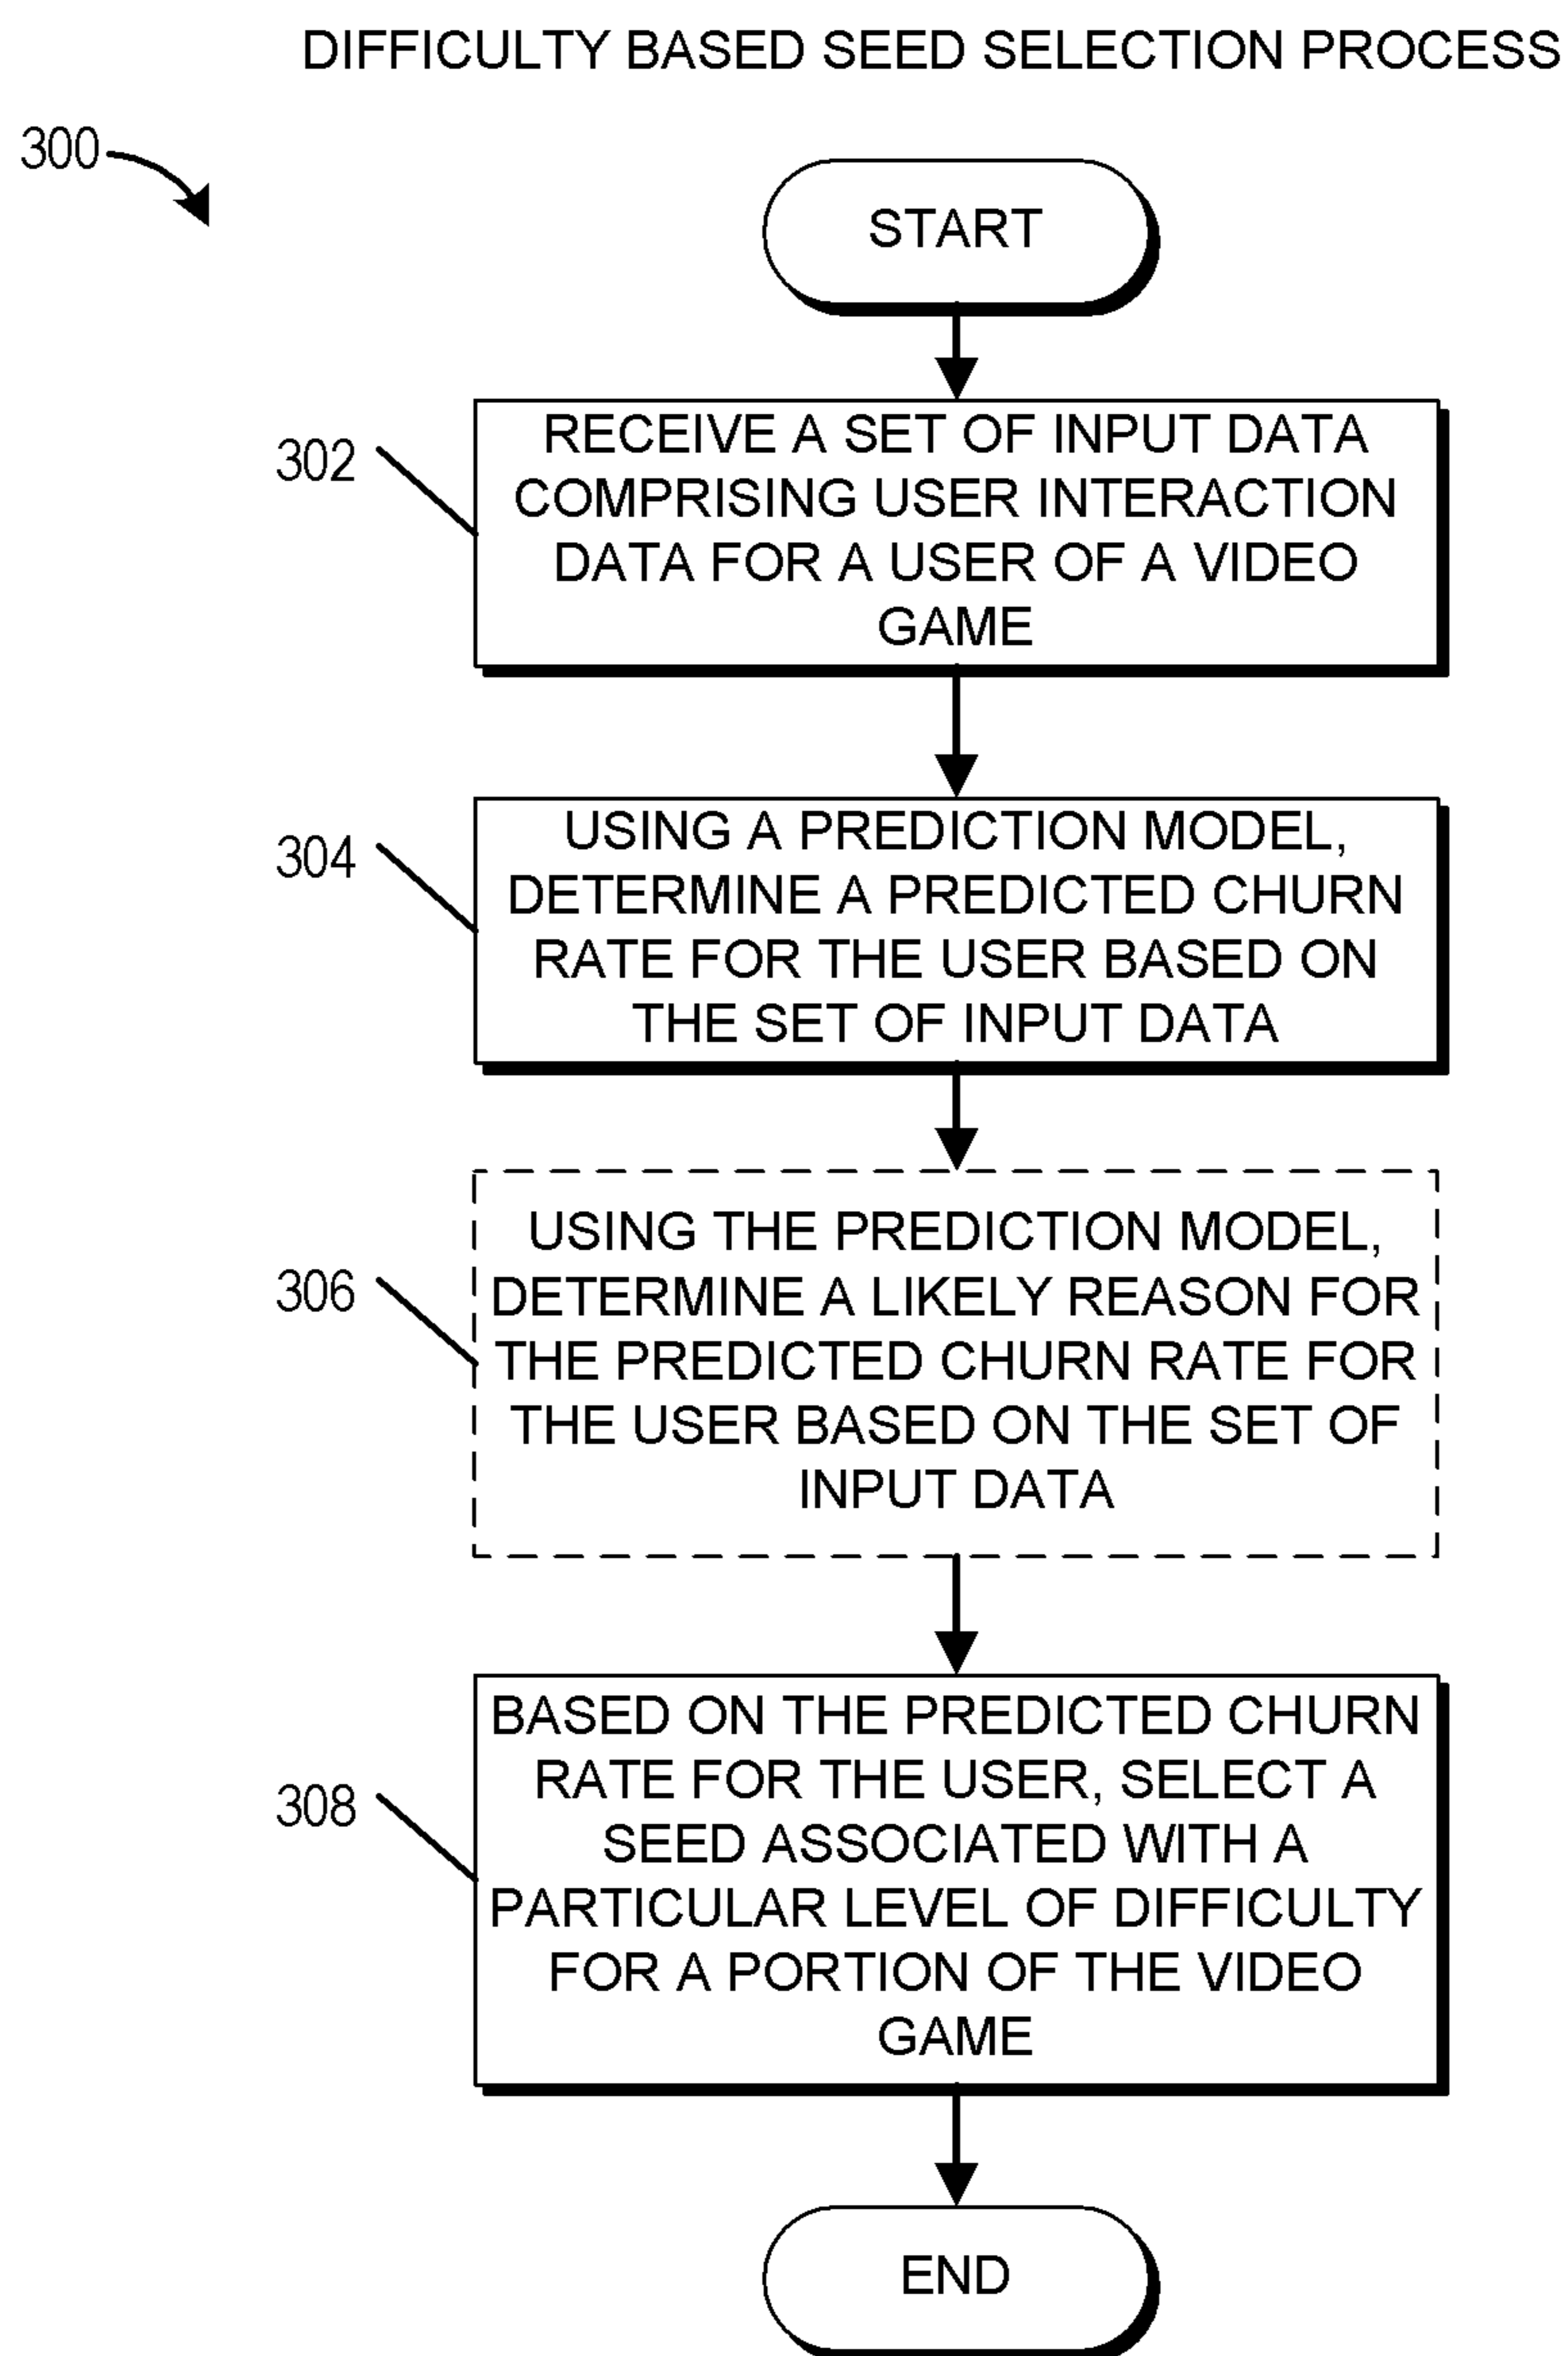 DIFFICULTY BASED SEED SELECTION PROCESS
300
START
302
RECEIVE A SET OF INPUT DATA
COMPRISING USER INTERACTION
DATA FOR A USER OF A VIDEO
GAME
304
USING A PREDICTION MODEL,
DETERMINE A PREDICTED CHURN
RATE FOR THE USER BASED ON
THE SET OF INPUT DATA
306
USING THE PREDICTION MODEL,
DETERMINE A LIKELY REASON FOR
THE PREDICTED CHURN RATE FOR
THE USER BASED ON THE SET OF
INPUT DATA
308
BASED ON THE PREDICTED CHURN
RATE FOR THE USER, SELECT A
SEED ASSOCIATED WITH A
PARTICULAR LEVEL OF DIFFICULTY
FOR A PORTION OF THE VIDEO
GAME
END